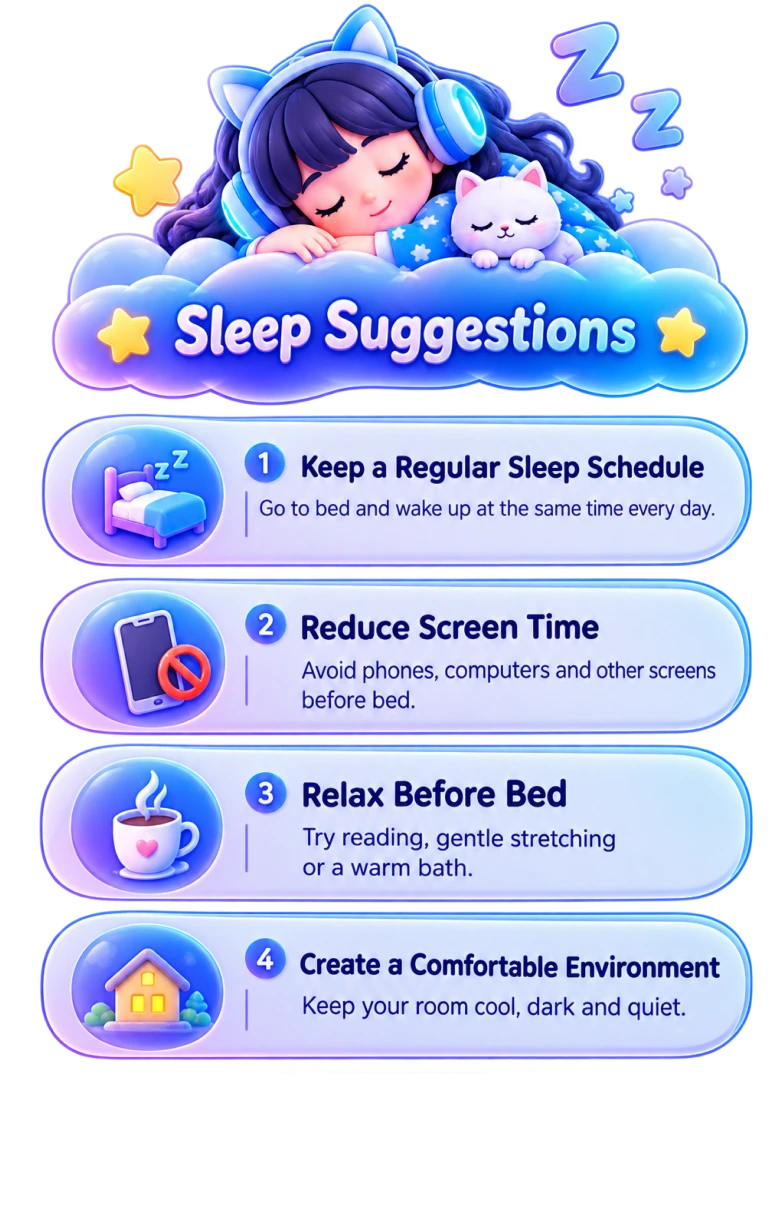 Z
Z
Sleep Suggestions
Z Z
1 Keep a Regular Sleep Schedule
Go to bed and wake up at the same time every day.
2 Reduce Screen Time
Avoid phones, computers and other screens
before bed.
3 Relax Before Bed
Try reading, gentle stretching
or a warm bath.
4 Create a Comfortable Environment
Keep your room cool, dark and quiet.